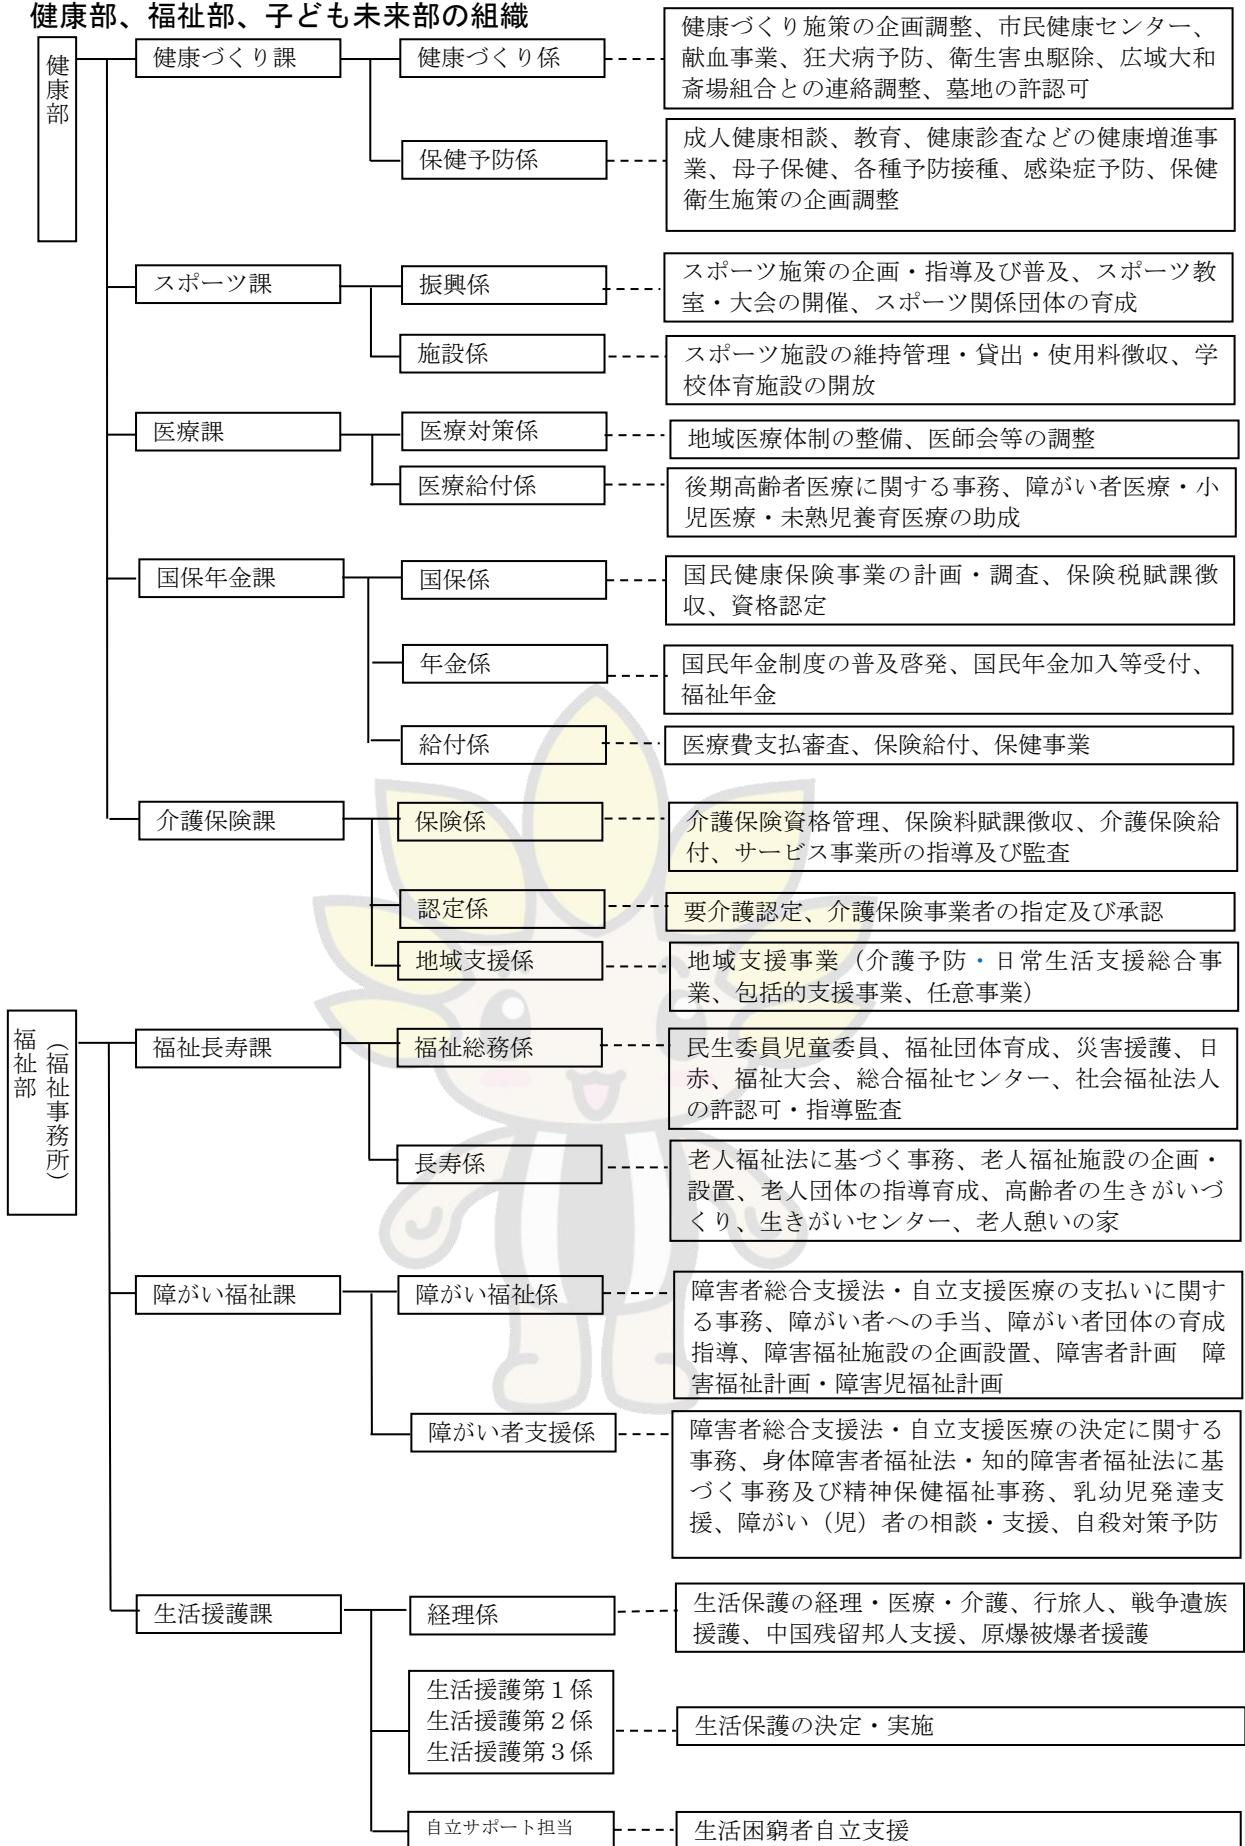 健康部、福祉部、子ども未来部の組織
健康部
健康づくり課
健康づくり係
健康づくり施策の企画調整、市民健康センター、
献血事業、狂犬病予防、衛生害虫駆除、広域大和
斎場組合との連絡調整、墓地の許認可
保健予防係
成人健康相談、教育、健康診査などの健康増進事
業、母子保健、各種予防接種、感染症予防、保健
衛生施策の企画調整
スポーツ課
振興係
スポーツ施策の企画・指導及び普及、スポーツ教
室・大会の開催、スポーツ関係団体の育成
施設係
スポーツ施設の維持管理・貸出・使用料徴収、学
校体育施設の開放
医療課
医療対策係
地域医療体制の整備、医師会等の調整
医療給付係
後期高齢者医療に関する事務、障がい者医療・小
児医療・未熟児養育医療の助成
国保年金課
国保係
国民健康保険事業の計画・調査、保険税賦課徴
収、資格認定
年金係
国民年金制度の普及啓発、国民年金加入等受付、
福祉年金
給付係
医療費支払審査、保険給付、保健事業
介護保険課
保険係
介護保険資格管理、保険料賦課徴収、介護保険給
付、サービス事業所の指導及び監査
認定係
要介護認定、介護保険事業者の指定及び承認
地域支援係
地域支援事業（介護予防・日常生活支援総合事
業、包括的支援事業、任意事業）
福祉部
（福祉事務所）
福祉長寿課
福祉総務係
民生委員児童委員、福祉団体育成、災害援護、日
赤、福祉大会、総合福祉センター、社会福祉法人
の許認可・指導監査
長寿係
老人福祉法に基づく事務、老人福祉施設の企画・
設置、老人団体の指導育成、高齢者の生きがいづ
くり、生きがいセンター、老人憩いの家
障がい福祉課
障がい福祉係
障害者総合支援法・自立支援医療の支払いに関す
る事務、障がい者への手当、障がい者団体の育成
指導、障害福祉施設の企画設置、障害者計画　障
害福祉計画・障害児福祉計画
障がい者支援係
障害者総合支援法・自立支援医療の決定に関する
事務、身体障害者福祉法・知的障害者福祉法に基
づく事務及び精神保健福祉事務、乳幼児発達支
援、障がい（児）者の相談・支援、自殺対策予防
生活援護課
経理係
生活保護の経理・医療・介護、行旅人、戦争遺族
援護、中国残留邦人支援、原爆被爆者援護
生活援護第１係
生活援護第２係
生活援護第３係
生活保護の決定・実施
自立サポート担当
生活困窮者自立支援